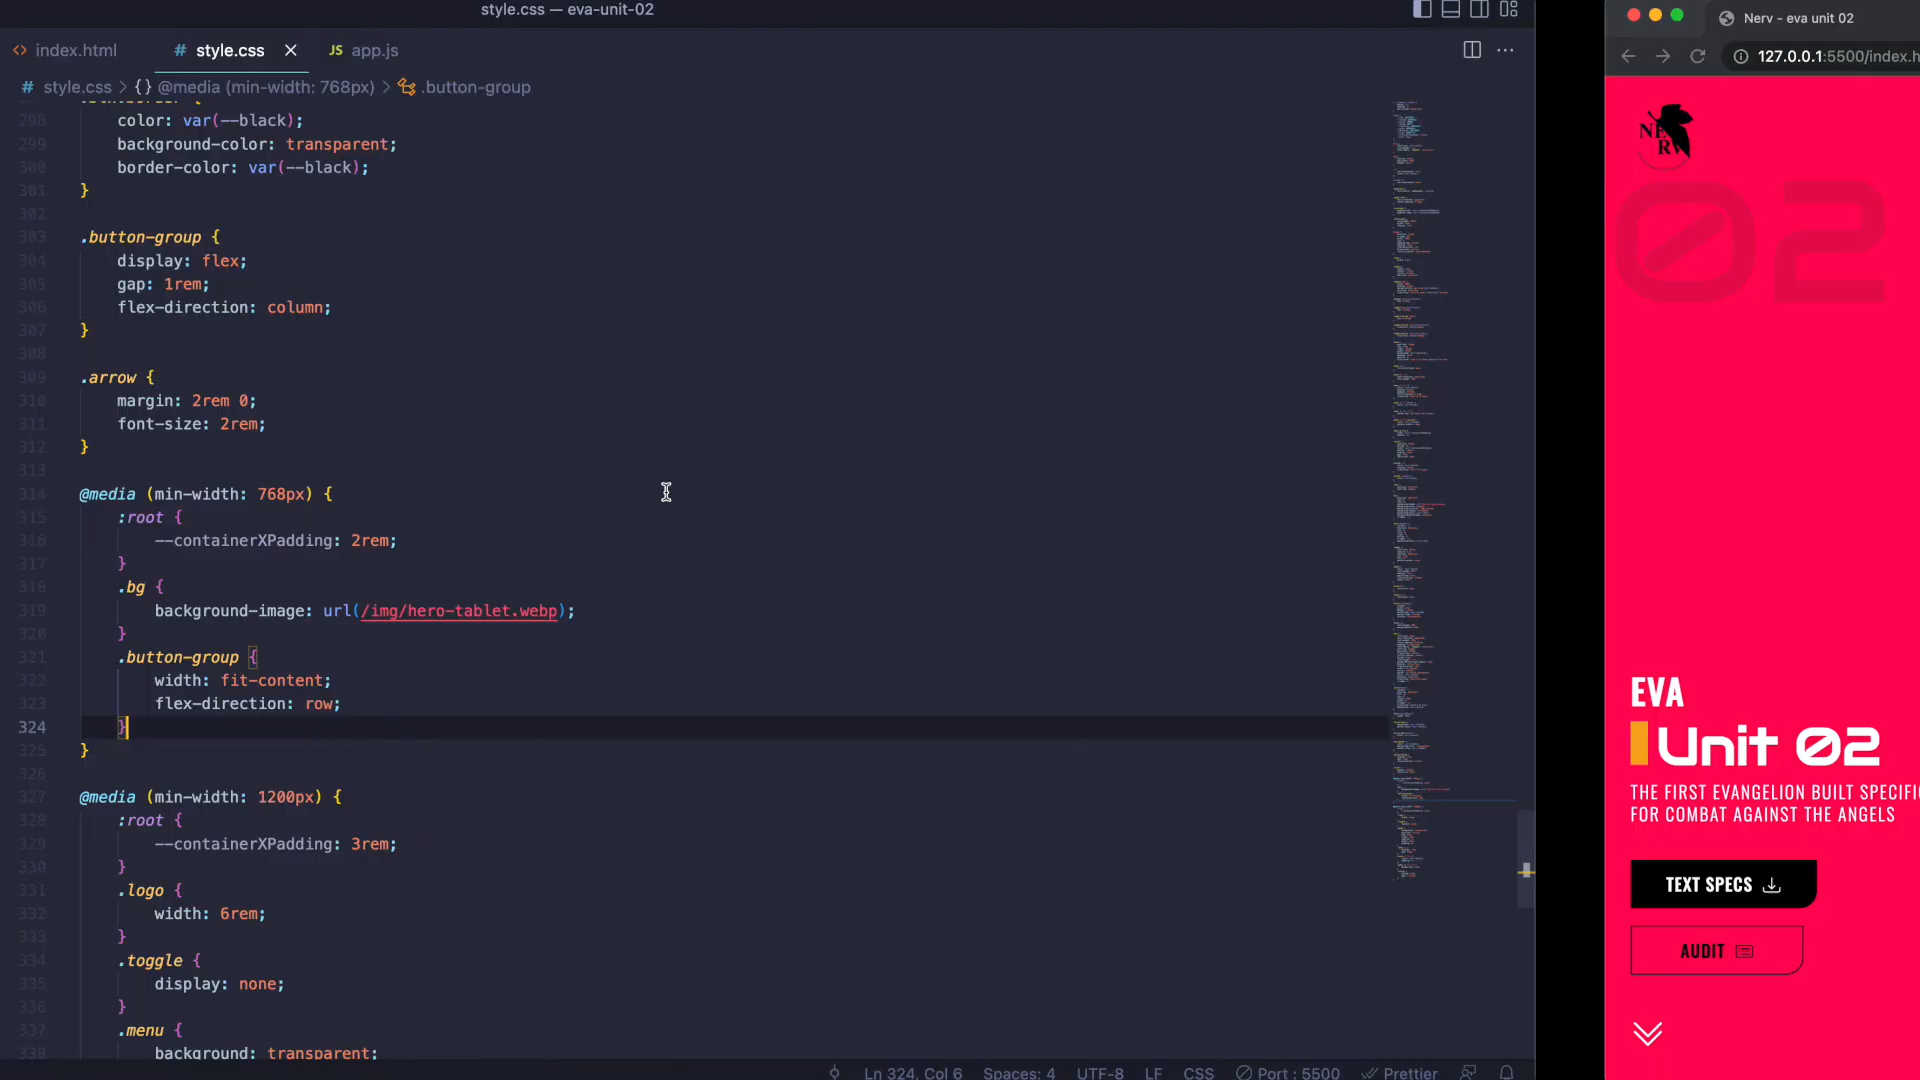 style.css — eva-unit-02
<> index.html
# style.css ×
JS app.js
# style.css > {} @media (min-width: 768px) > .button-group
298 color: var(--black);
299 background-color: transparent;
300 border-color: var(--black);
301 }
302
303 .button-group {
304 display: flex;
305 gap: 1rem;
306 flex-direction: column;
307 }
308
309 .arrow {
310 margin: 2rem 0;
311 font-size: 2rem;
312 }
313
314 @media (min-width: 768px) {
315 :root {
316 --containerXPadding: 2rem;
317 }
318 .bg {
319 background-image: url(/img/hero-tablet.webp);
320 }
321 .button-group {
322 width: fit-content;
323 flex-direction: row;
324 }
325 }
326
327 @media (min-width: 1200px) {
328 :root {
329 --containerXPadding: 3rem;
330 }
331 .logo {
332 width: 6rem;
333 }
334 .toggle {
335 display: none;
336 }
337 .menu {
338 background: transparent;
Ln 324, Col 6 Spaces: 4 UTF-8 LF CSS Port : 5500 Prettier
Nerv - eva unit 02
127.0.0.1:5500/index.h
NERV
02
EVA
Unit 02
THE FIRST EVANGELION BUILT SPECIFI
FOR COMBAT AGAINST THE ANGELS
TEXT SPECS
AUDIT